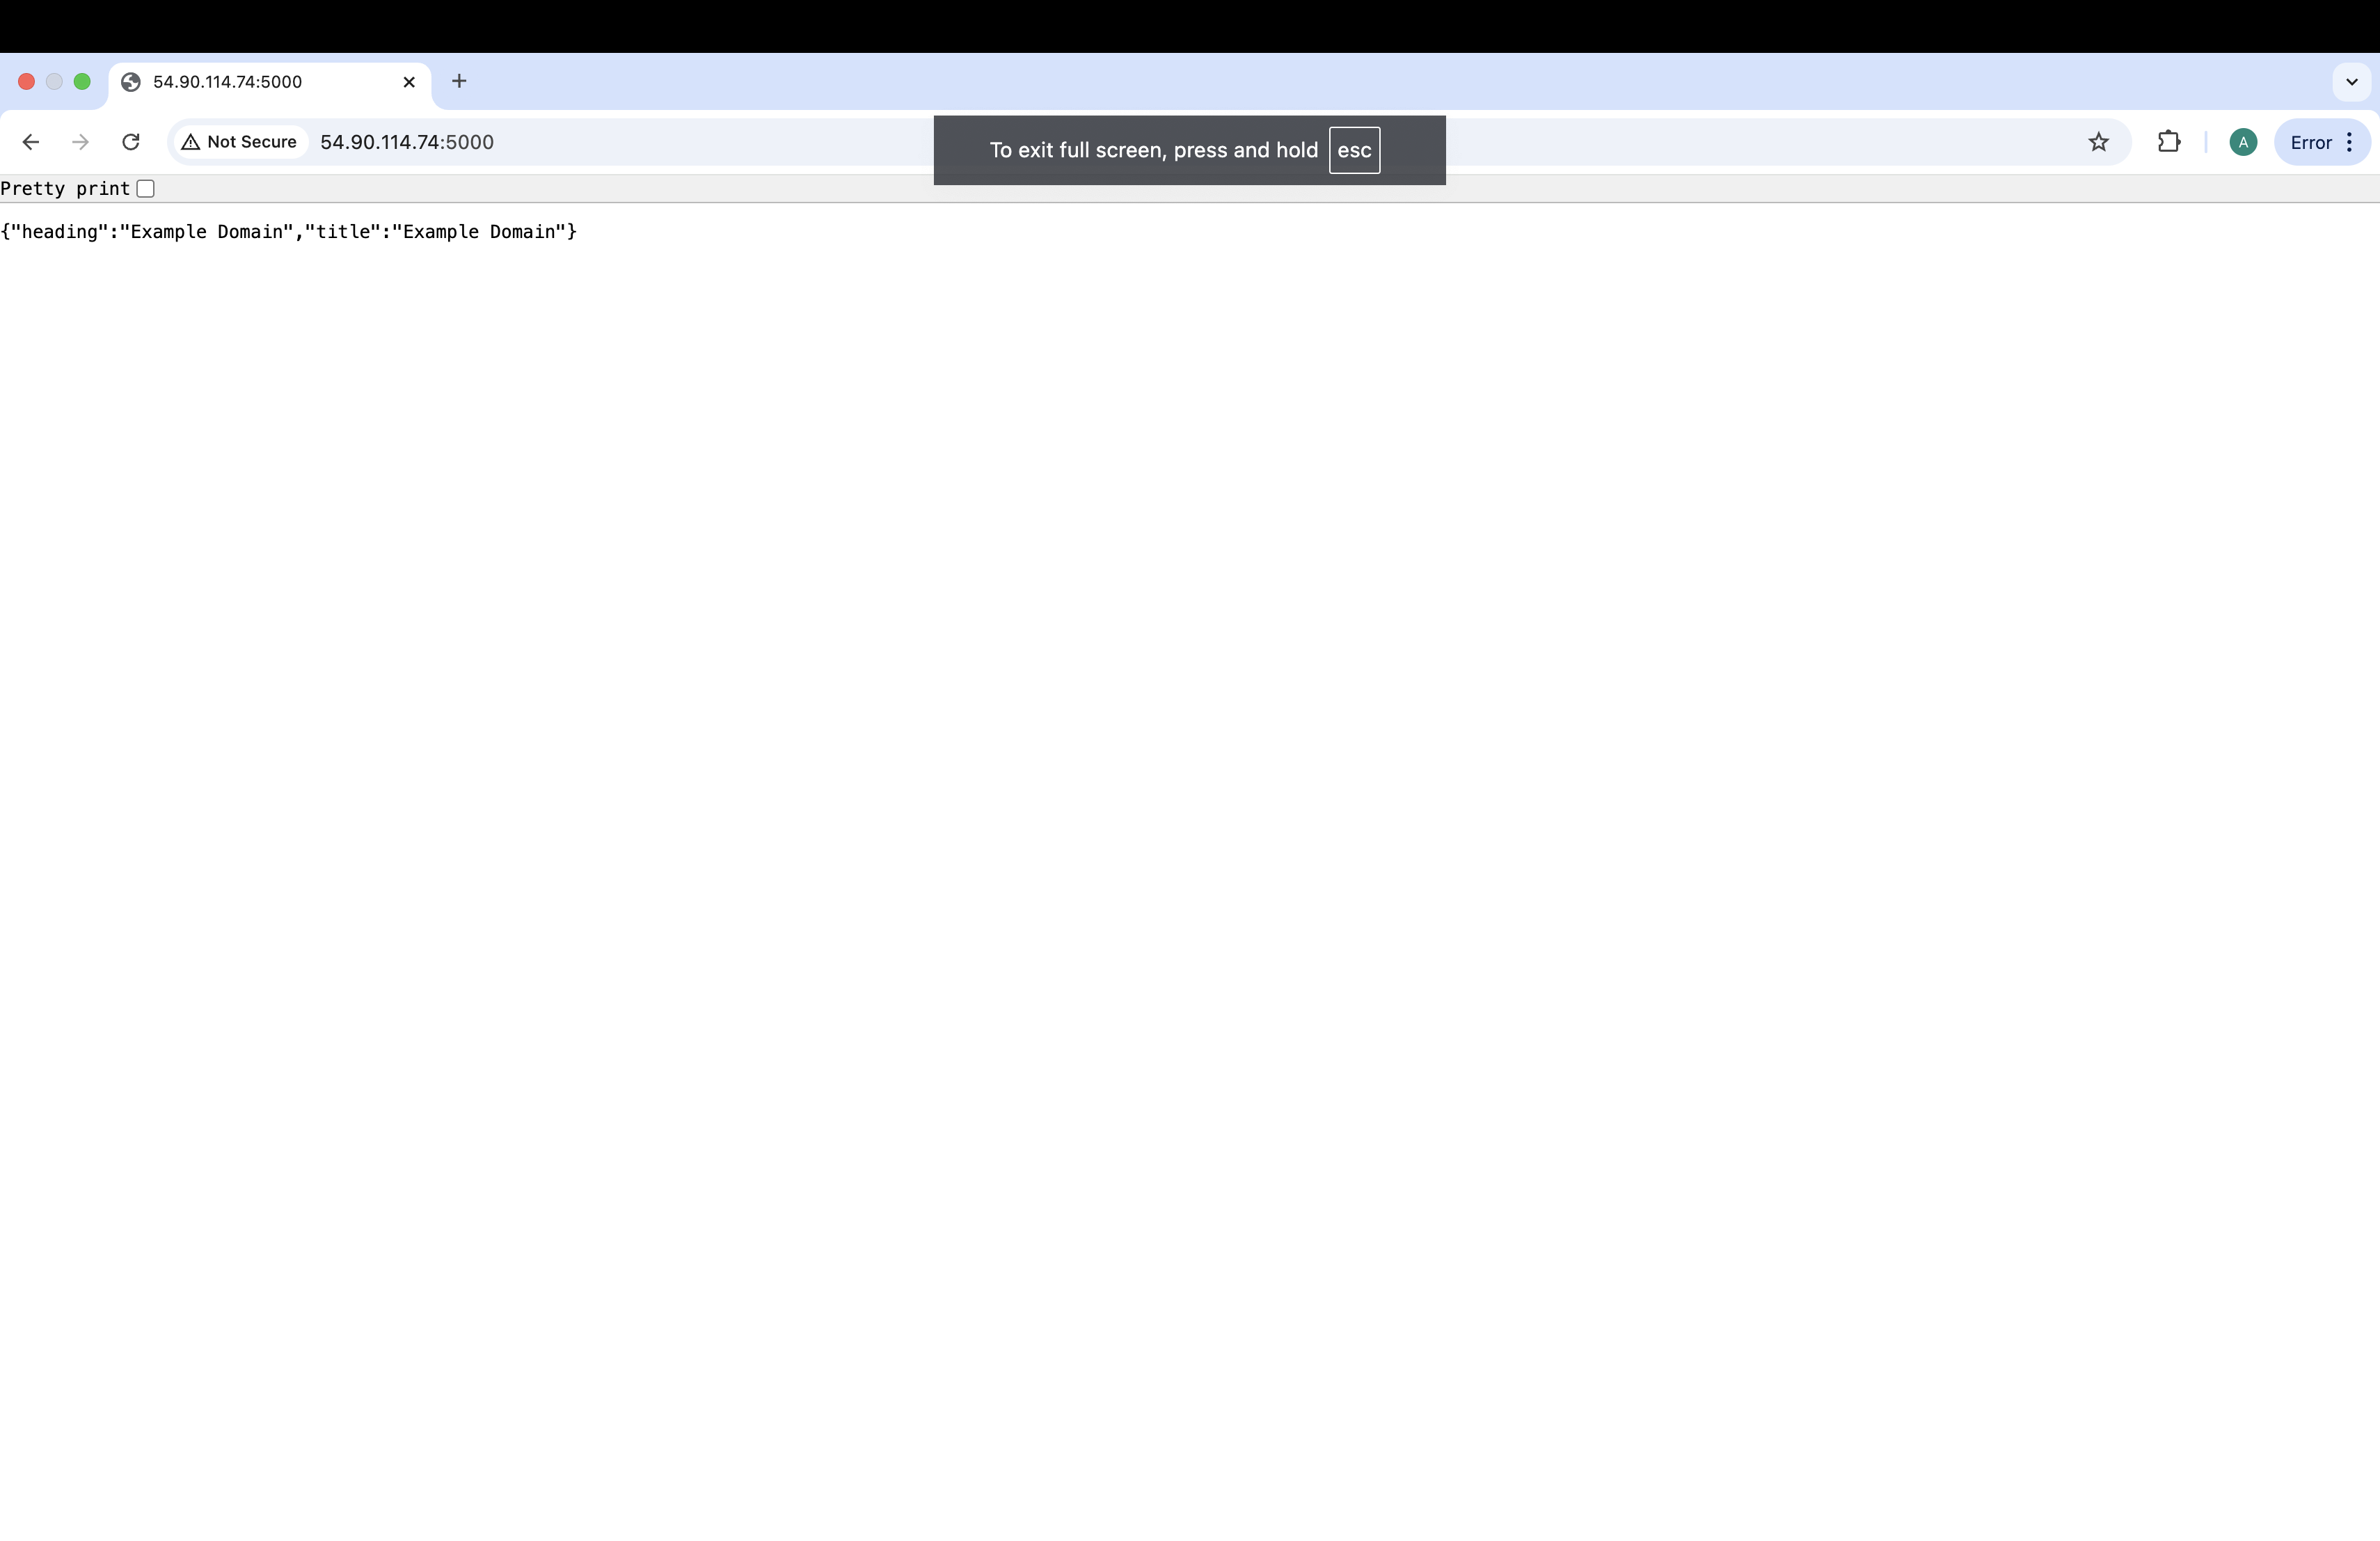 54.90.114.74:5000
Not Secure 54.90.114.74:5000
To exit full screen, press and hold esc
A
Error
Pretty print
{"heading":"Example Domain","title":"Example Domain"}